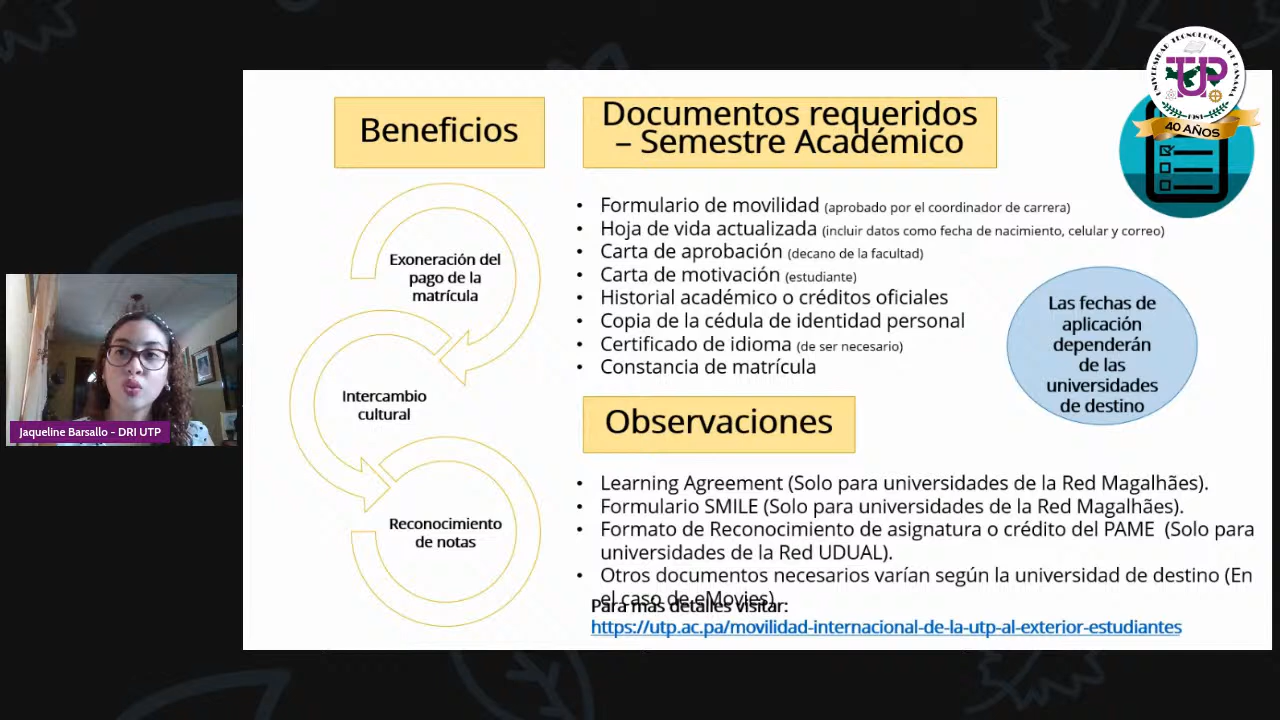 Beneficios
Exoneración del
pago de la
matrícula
Intercambio
cultural
Reconocimiento
de notas
Documentos requeridos
– Semestre Académico
• Formulario de movilidad (aprobado por el coordinador de carrera)
• Hoja de vida actualizada (incluir datos como fecha de nacimiento, celular y correo)
• Carta de aprobación (decano de la facultad)
• Carta de motivación (estudiante)
• Historial académico o créditos oficiales
• Copia de la cédula de identidad personal
• Certificado de idioma (de ser necesario)
• Constancia de matrícula
Las fechas de
aplicación
dependerán
de las
universidades
de destino
Observaciones
• Learning Agreement (Solo para universidades de la Red Magalhães).
• Formulario SMILE (Solo para universidades de la Red Magalhães).
• Formato de Reconocimiento de asignatura o crédito del PAME (Solo para
universidades de la Red UDUAL).
• Otros documentos necesarios varían según la universidad de destino (En
el caso de eMovies)
Para mas detalles visitar:
https://utp.ac.pa/movilidad-internacional-de-la-utp-al-exterior-estudiantes
UNIVERSIDAD TECNOLÓGICA DE PANAMÁ
UTP
1981
40 AÑOS
Jaqueline Barsallo - DRI UTP